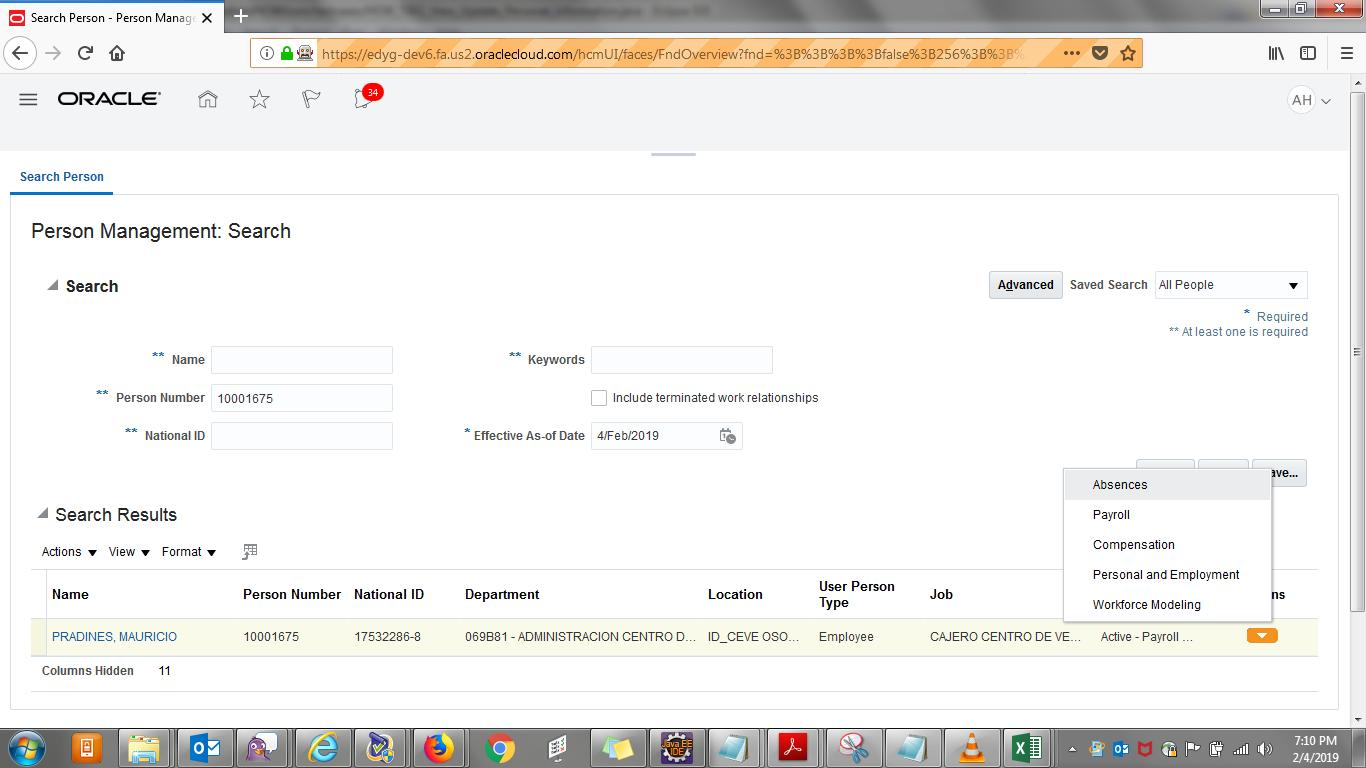 Search Person - Person Manag
https://edyg-dev6.fa.us2.oraclecloud.com/hcmUI/faces/FndOverview?fnd=%3B%3B%3B%3Bfalse%3B256%3B%3B%
ORACLE
34
AH
Search Person
Person Management: Search
Search
Advanced Saved Search All People
* Required
** At least one is required
** Name ** Keywords
** Person Number 10001675 Include terminated work relationships
** National ID * Effective As-of Date 4/Feb/2019
ave...
Absences
Payroll
Compensation
Personal and Employment
Workforce Modeling
Search Results
Actions View Format
Name Person Number National ID Department Location User Person Type Job ns
PRADINES, MAURICIO 10001675 17532286-8 069B81 - ADMINISTRACION CENTRO D... ID_CEVE OSO... Employee CAJERO CENTRO DE VE... Active - Payroll ...
Columns Hidden 11
Java EE
IDE
7:10 PM
2/4/2019